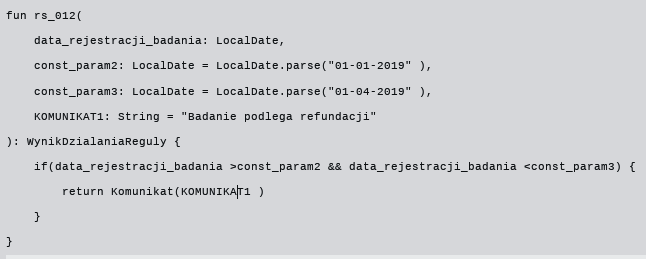 fun rs_012(
    data_rejestracji_badania: LocalDate,
    const_param2: LocalDate = LocalDate.parse("01-01-2019" ),
    const_param3: LocalDate = LocalDate.parse("01-04-2019" ),
    KOMUNIKAT1: String = "Badanie podlega refundacji"
): WynikDzialaniaReguly {
    if(data_rejestracji_badania >const_param2 && data_rejestracji_badania <const_param3) {
        return Komunikat(KOMUNIKAT1 )
    }
}